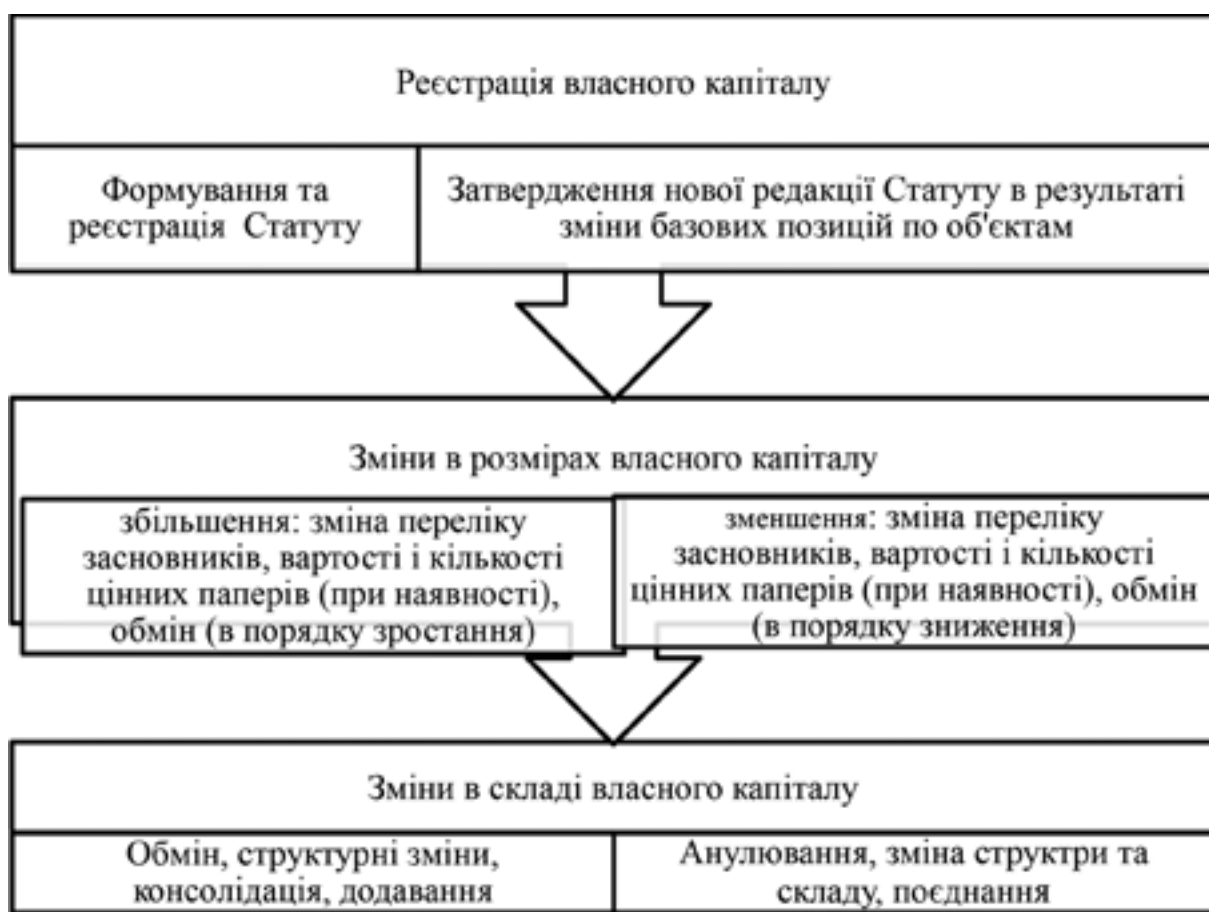 Реєстрація власного капіталу
Формування та
реєстрація Статуту
Затвердження нової редакції Статуту в результаті
зміни базових позицій по об'єктам
Зміни в розмірах власного капіталу
збільшення: зміна переліку
засновників, вартості і кількості
цінних паперів (при наявності),
обмін (в порядку зростання)
зменшення: зміна переліку
засновників, вартості і кількості
цінних паперів (при наявності), обмін
(в порядку зниження)
Зміни в складі власного капіталу
Обмін, структурні зміни,
консолідація, додавання
Анулювання, зміна структри та
складу, поєднання